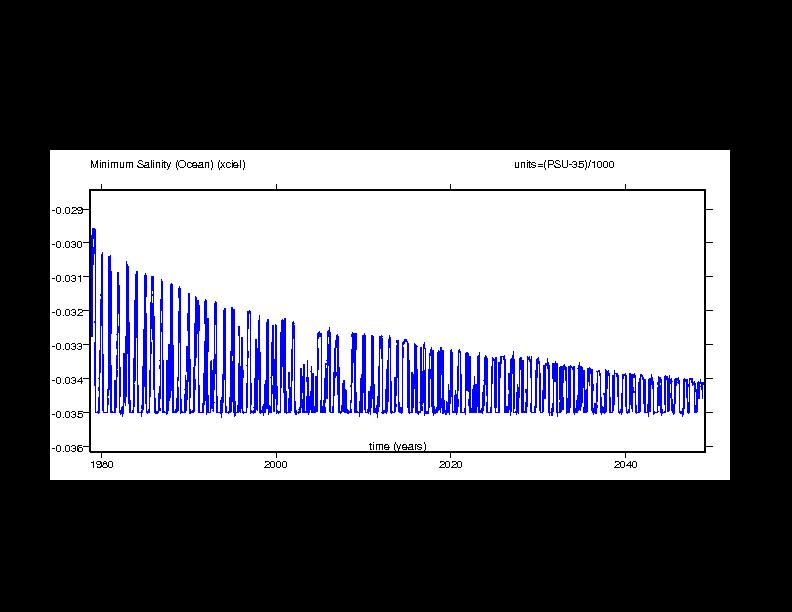 Minimum Salinity (Ocean) (xciel) units=(PSU-35)/1000
-0.029
-0.030
-0.031
-0.032
-0.033
-0.034
-0.035
-0.036
time (years)
1980 2000 2020 2040